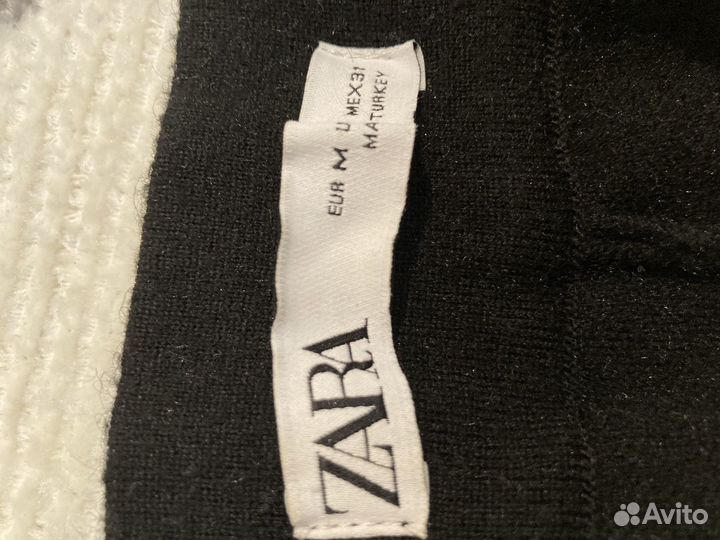 ZARA
EUR M U MEX31
MATURKEY
Avito